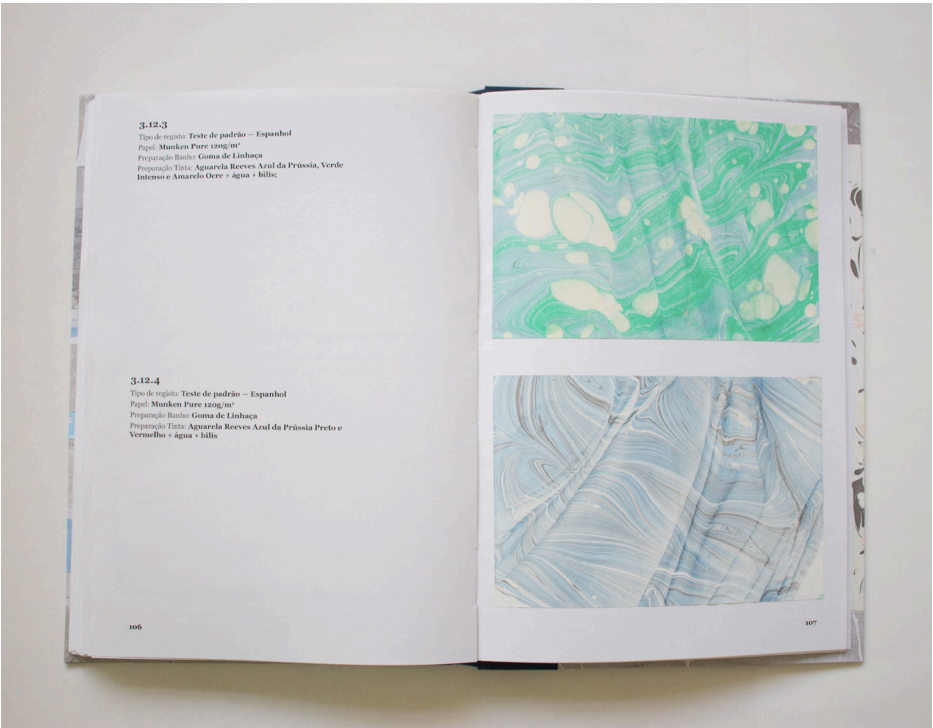 3.12.3
Tipo de registo: Teste de padrão — Espanhol
Papel: Munken Pure 120g/m²
Preparação Banho: Goma de Linhaça
Preparação Tinta: Aguarela Reeves Azul da Prússia, Verde
Intenso e Amarelo Ocre + água + bílis;
3.12.4
Tipo de registo: Teste de padrão — Espanhol
Papel: Munken Pure 120g/m²
Preparação Banho: Goma de Linhaça
Preparação Tinta: Aguarela Reeves Azul da Prússia Preto e
Vermelho + água + bílis
106
107